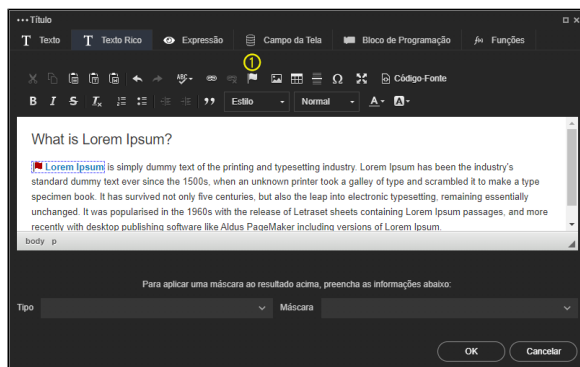 Título
Texto Texto Rico Expressão Campo da Tela Bloco de Programação f(x) Funções
1
Código-Fonte
B I S Ix Estilo Normal A A
What is Lorem Ipsum?
Lorem Ipsum is simply dummy text of the printing and typesetting industry. Lorem Ipsum has been the industry's
standard dummy text ever since the 1500s, when an unknown printer took a galley of type and scrambled it to make a type
specimen book. It has survived not only five centuries, but also the leap into electronic typesetting, remaining essentially
unchanged. It was popularised in the 1960s with the release of Letraset sheets containing Lorem Ipsum passages, and more
recently with desktop publishing software like Aldus PageMaker including versions of Lorem Ipsum.
body p
Para aplicar uma máscara ao resultado acima, preencha as informações abaixo:
Tipo Máscara
OK Cancelar